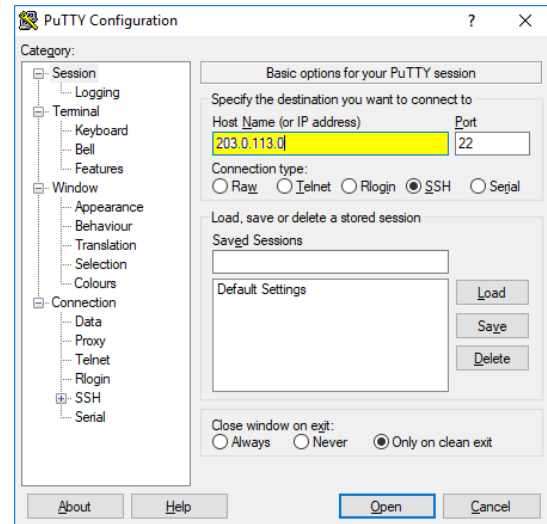 PuTTY Configuration
?
X
Category:
Session
Logging
Terminal
Keyboard
Bell
Features
Window
Appearance
Behaviour
Translation
Selection
Colours
Connection
Data
Proxy
Telnet
Rlogin
SSH
Serial
Basic options for your PuTTY session
Specify the destination you want to connect to
Host Name (or IP address) Port
203.0.113.0 22
Connection type:
Raw Telnet Rlogin SSH Serial
Load, save or delete a stored session
Saved Sessions
Default Settings
Load
Save
Delete
Close window on exit:
Always Never Only on clean exit
About Help Open Cancel